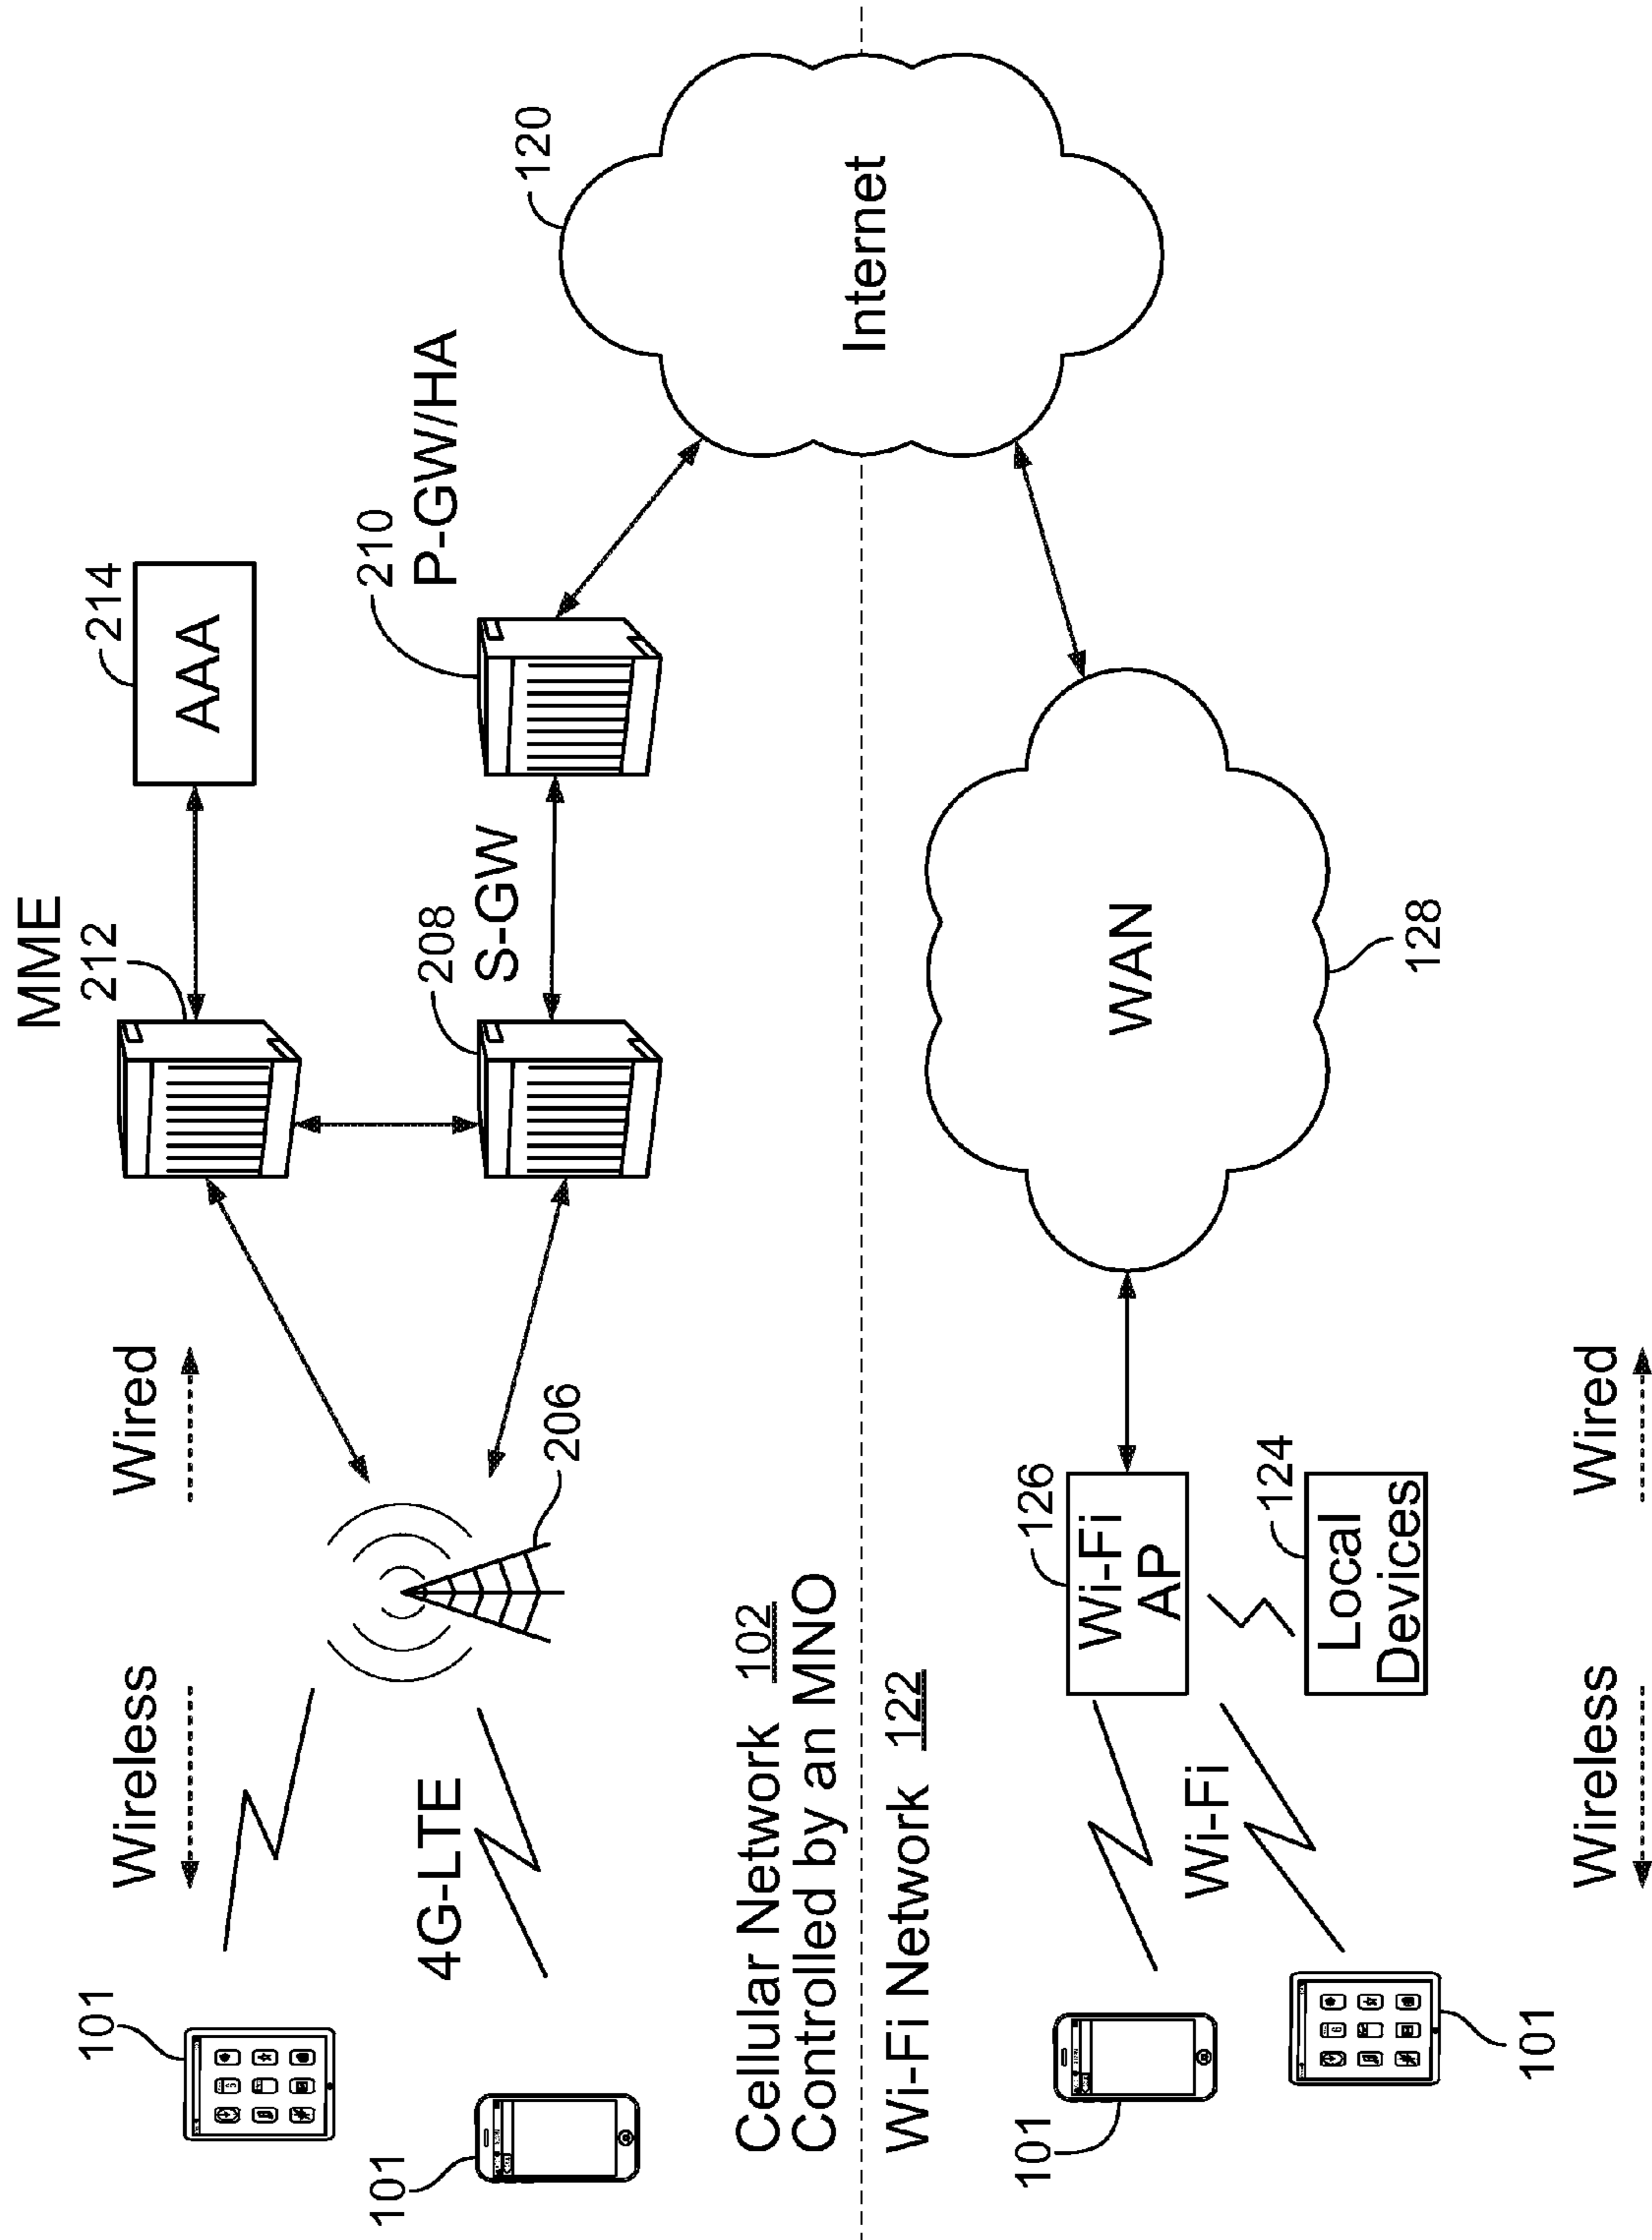 MME
212
214
AAA
Wireless
Wired
101
208
S-GW
210
P-GW/HA
120
4G-LTE
206
101
Internet
Cellular Network 102
Controlled by an MNO
Wi-Fi Network 122
101
126
Wi-Fi
AP
WAN
Wi-Fi
124
Local
Devices
128
101
Wireless
Wired